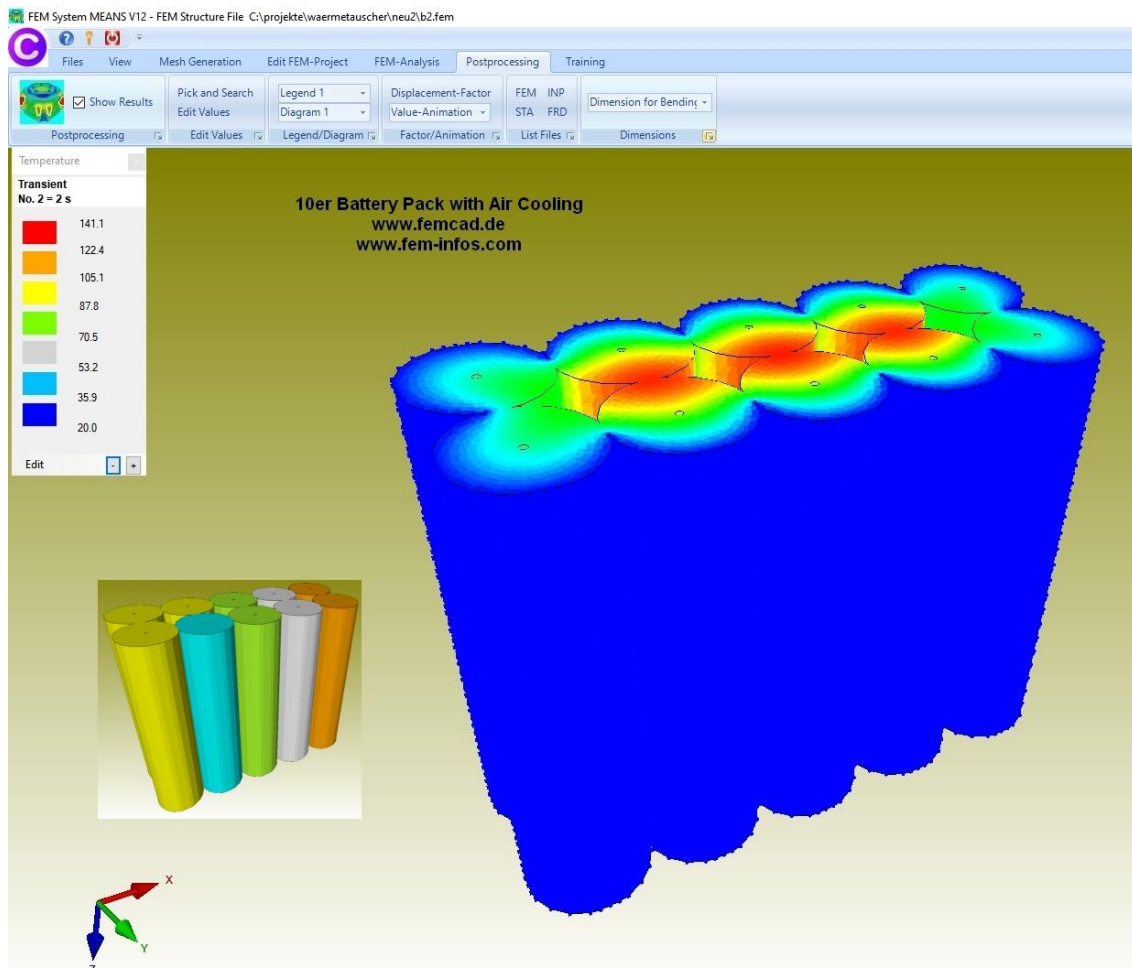 FEM System MEANS V12 - FEM Structure File C:\projekte\waermetauscher\neu2\b2.fem
Files View Mesh Generation Edit FEM-Project FEM-Analysis Postprocessing Training
Show Results
Pick and Search
Edit Values
Legend 1
Diagram 1
Displacement-Factor
Value-Animation
FEM INP
STA FRD
Dimension for Bending
Postprocessing Edit Values Legend/Diagram Factor/Animation List Files Dimensions
Temperature
Transient
No. 2 = 2 s
141.1
122.4
105.1
87.8
70.5
53.2
35.9
20.0
Edit - +
10er Battery Pack with Air Cooling
www.femcad.de
www.fem-infos.com
X
Y
Z